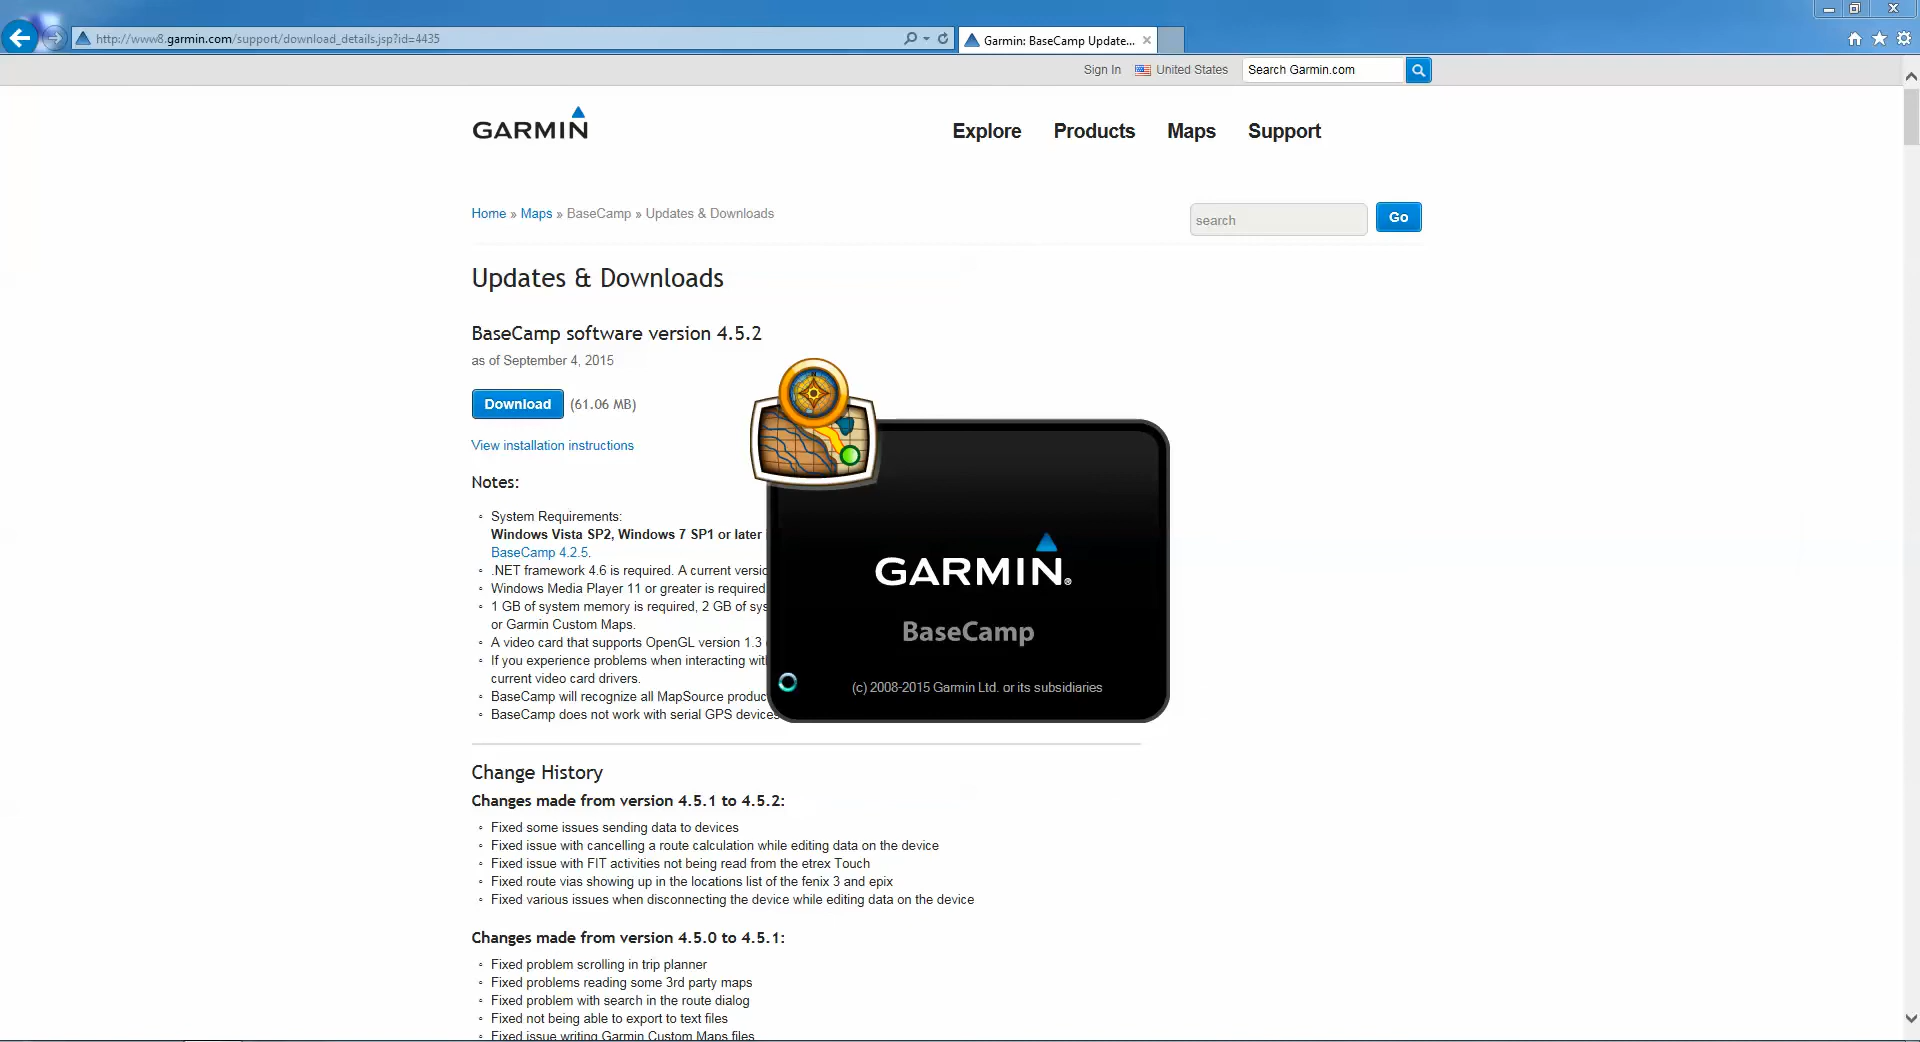 http://www8.garmin.com/support/download_details.jsp?id=4435
Garmin: BaseCamp Update...
Sign In United States Search Garmin.com
GARMIN
Explore Products Maps Support
Home » Maps » BaseCamp » Updates & Downloads
search Go
Updates & Downloads
BaseCamp software version 4.5.2
as of September 4, 2015
Download (61.06 MB)
View installation instructions
Notes:
System Requirements:
Windows Vista SP2, Windows 7 SP1 or later
BaseCamp 4.2.5.
.NET framework 4.6 is required. A current versio
Windows Media Player 11 or greater is required
1 GB of system memory is required, 2 GB of sys
or Garmin Custom Maps.
A video card that supports OpenGL version 1.3
If you experience problems when interacting wit
current video card drivers.
BaseCamp will recognize all MapSource produc
BaseCamp does not work with serial GPS devices
GARMIN®
BaseCamp
(c) 2008-2015 Garmin Ltd. or its subsidiaries
Change History
Changes made from version 4.5.1 to 4.5.2:
Fixed some issues sending data to devices
Fixed issue with cancelling a route calculation while editing data on the device
Fixed issue with FIT activities not being read from the etrex Touch
Fixed route vias showing up in the locations list of the fenix 3 and epix
Fixed various issues when disconnecting the device while editing data on the device
Changes made from version 4.5.0 to 4.5.1:
Fixed problem scrolling in trip planner
Fixed problems reading some 3rd party maps
Fixed problem with search in the route dialog
Fixed not being able to export to text files
Fixed issue writing Garmin Custom Maps files